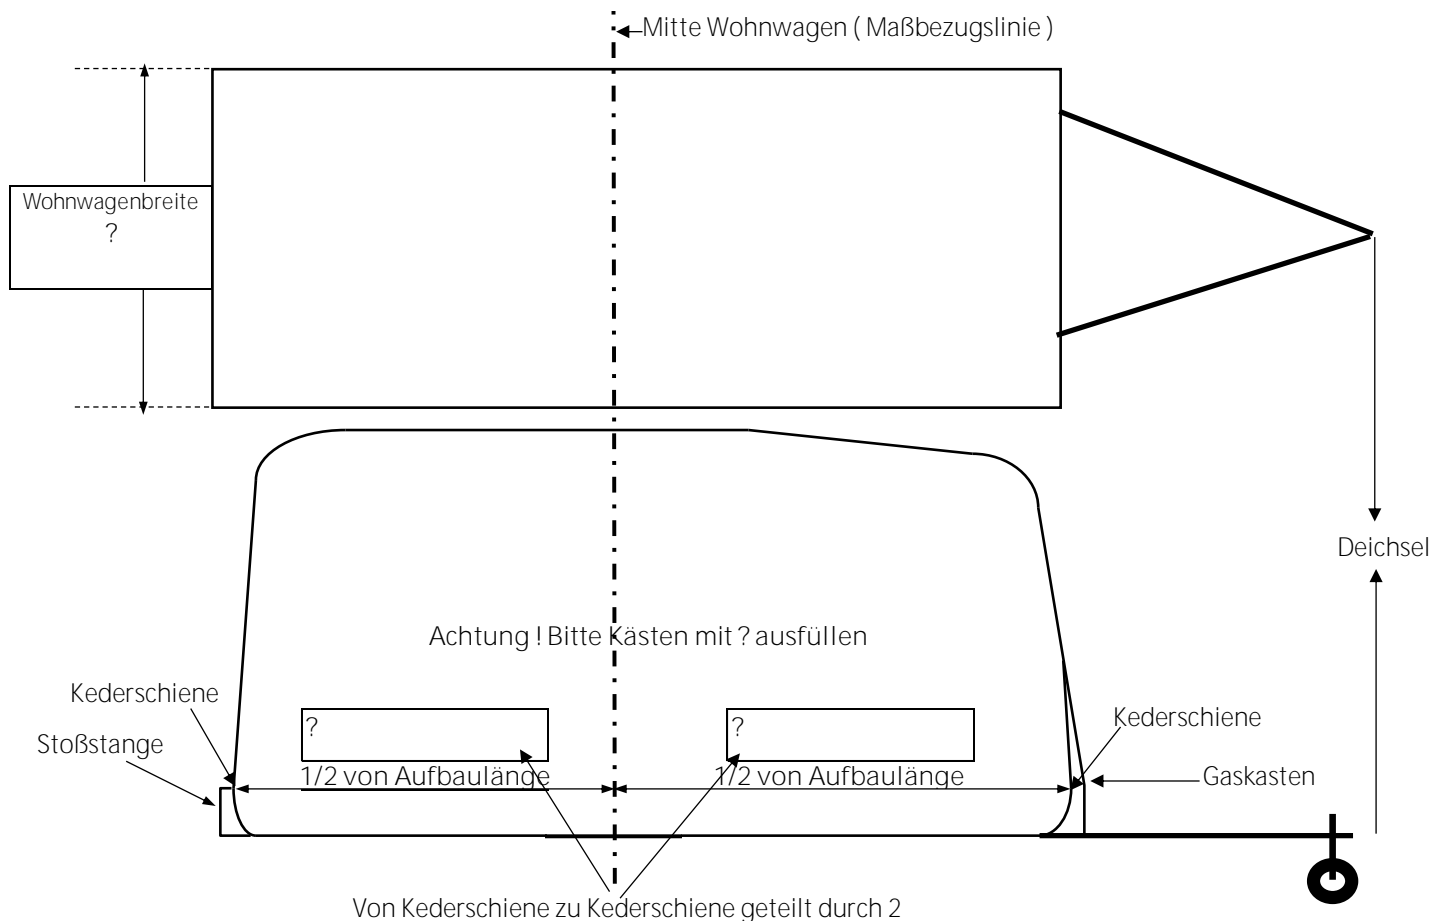 Mitte Wohnwagen ( Maßbezugslinie )
Wohnwagenbreite
?
Deichsel
Achtung ! Bitte Kästen mit ? ausfüllen
Kederschiene
Stoßstange
?
?
Kederschiene
1/2 von Aufbaulänge
1/2 von Aufbaulänge
Gaskasten
Von Kederschiene zu Kederschiene geteilt durch 2